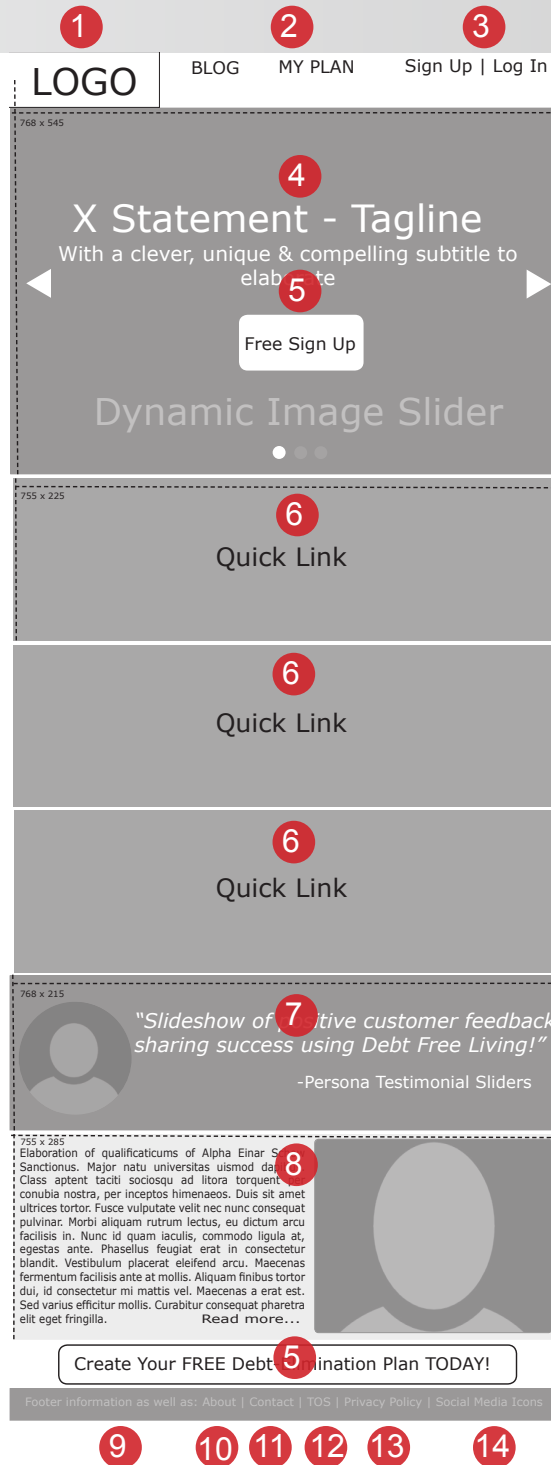 1 2 3
LOGO BLOG MY PLAN Sign Up | Log In
768 x 545
4
X Statement - Tagline
With a clever, unique & compelling subtitle to
elaborate
5
Free Sign Up
Dynamic Image Slider
755 x 225
6
Quick Link
6
Quick Link
6
Quick Link
768 x 215
7
“Slideshow of positive customer feedback
sharing success using Debt Free Living!”
-Persona Testimonial Sliders
755 x 285
8
Elaboration of qualificaticums of Alpha Einar
Sanctionus. Major natu universitas uismod
Class aptent taciti sociosqu ad litora torquent per
conubia nostra, per inceptos himenaeos. Duis sit amet
ultrices tortor. Fusce vulputate velit nec nunc consequat
pulvinar. Morbi aliquam rutrum lectus, eu dictum arcu
facilisis in. Nunc id quam iaculis, commodo ligula at,
egestas ante. Phasellus feugiat erat in consectetur
blandit. Vestibulum placerat eleifend arcu. Maecenas
fermentum facilisis ante at mollis. Aliquam finibus tortor
dui, id consectetur mi mattis vel. Maecenas a erat est.
Sed varius efficitur mollis. Curabitur consequat pharetra
elit eget fringilla. Read more...
5
Create Your FREE Debt-Elimination Plan TODAY!
Footer information as well as: About | Contact | TOS | Privacy Policy | Social Media Icons
9 10 11 12 13 14